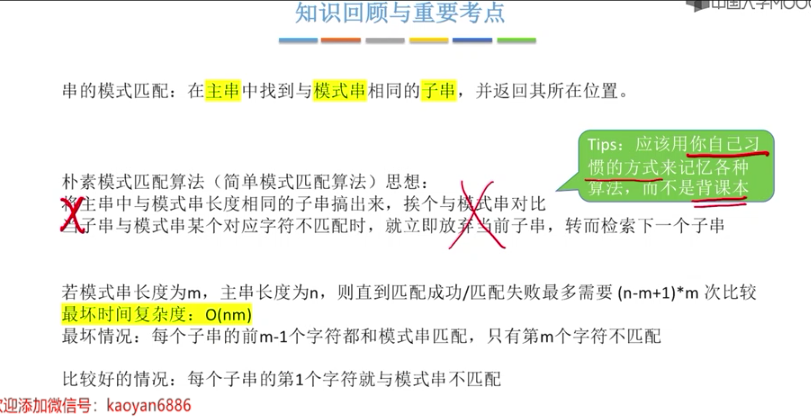 知识回顾与重要考点
中国大学MOO
串的模式匹配：在主串中找到与模式串相同的子串，并返回其所在位置。
Tips：应该用你自己习
惯的方式来记忆各种
算法，而不是背课本
朴素模式匹配算法（简单模式匹配算法）思想：
将主串中与模式串长度相同的子串搞出来，挨个与模式串对比
当子串与模式串某个对应字符不匹配时，就立即放弃当前子串，转而检索下一个子串
若模式串长度为m，主串长度为n，则直到匹配成功/匹配失败最多需要 (n-m+1)*m 次比较
最坏时间复杂度：O(nm)
最坏情况：每个子串的前m-1个字符都和模式串匹配，只有第m个字符不匹配
比较好的情况：每个子串的第1个字符就与模式串不匹配
欢迎添加微信号：kaoyan6886